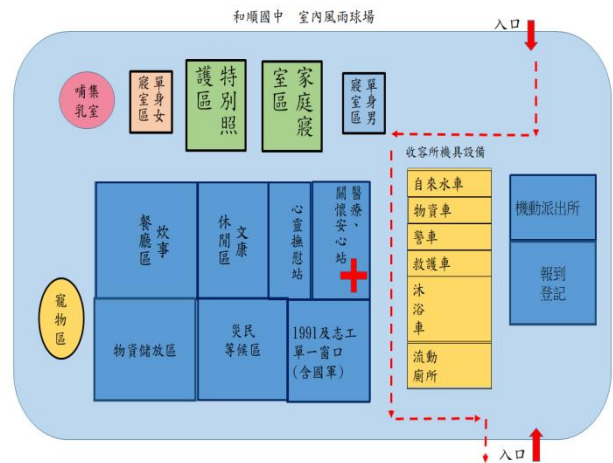 和順國中 室內風雨球場
入口
哺集
乳室
單身女
寢室區
特別照
護區
家庭寢
室區
單身男
寢室區
收容所機具設備
自來水車
物資車
警車
救護車
沐
浴
車
流動
廁所
機動派出所
報到
登記
炊事
餐廳區
文康
休閒區
心靈撫慰站
醫療、
關懷安心站
寵物區
物資儲放區
災民
等候區
1991及志工
單一窗口
(含國軍)
入口